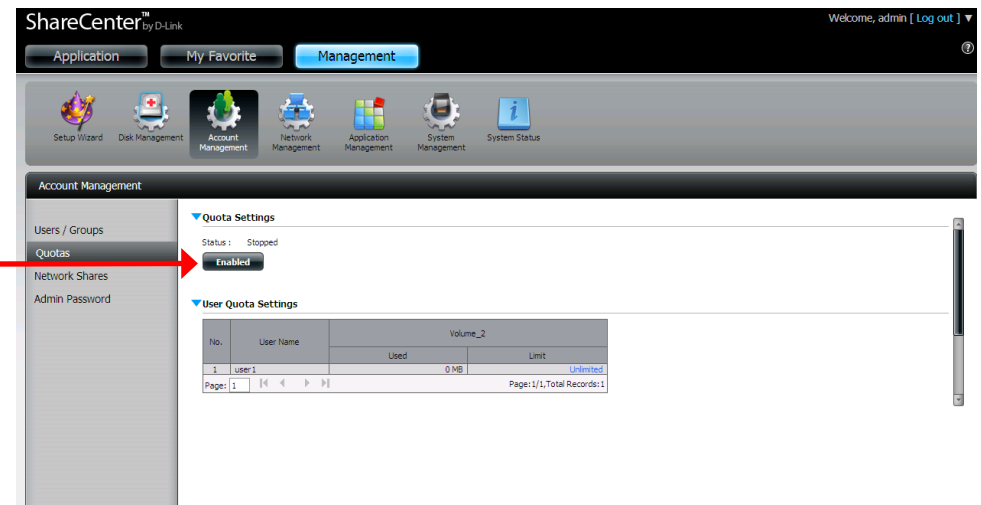 ShareCenter™ by D-Link
Welcome, admin [ Log out ] ▼
Application My Favorite Management
?
Setup Wizard Disk Management Account Management Network Management Application Management System Management System Status
Account Management
Users / Groups
Quotas
Network Shares
Admin Password
Quota Settings
Status : Stopped
Enabled
User Quota Settings
No. User Name Volume_2
Used Limit
1 user1 0 MB Unlimited
Page: 1 Page:1/1,Total Records:1